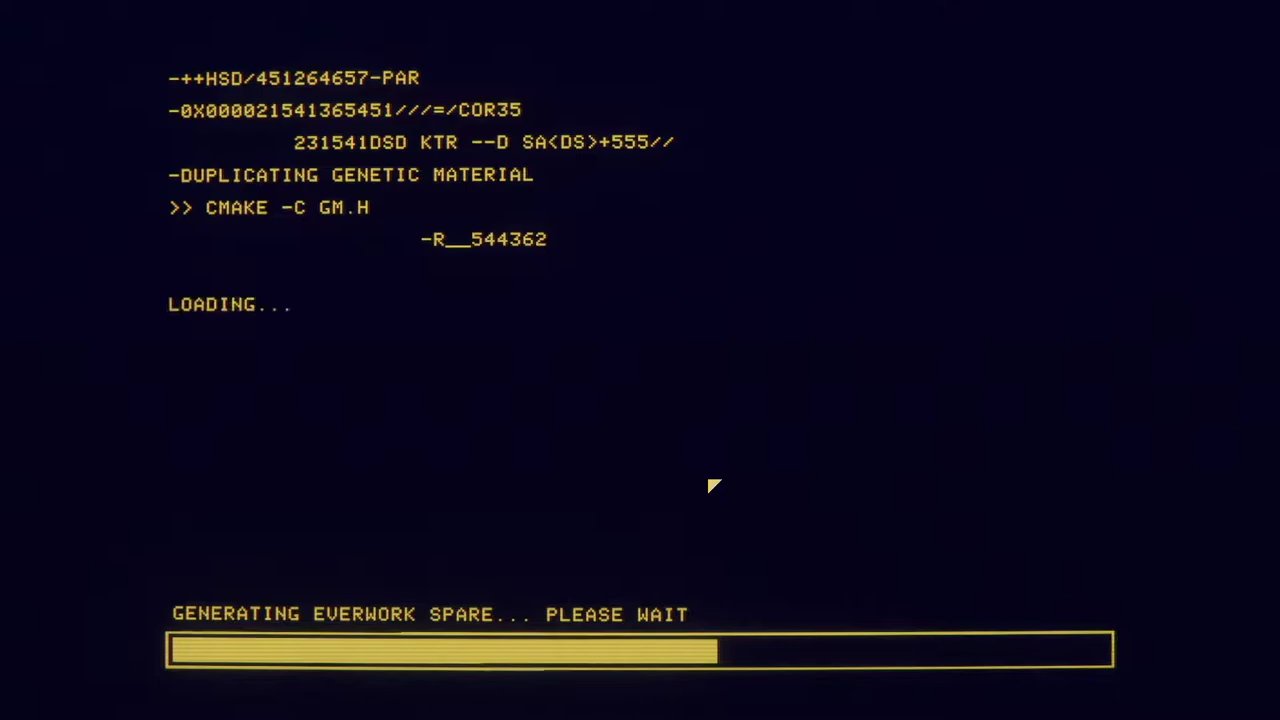 -++HSD/451264657-PAR
-0X000021541365451///=/COR35
231541DSD KTR --D SA<DS>+555//
-DUPLICATING GENETIC MATERIAL
>> CMAKE -C GM.H
-R__544362
LOADING...
GENERATING EVERWORK SPARE... PLEASE WAIT